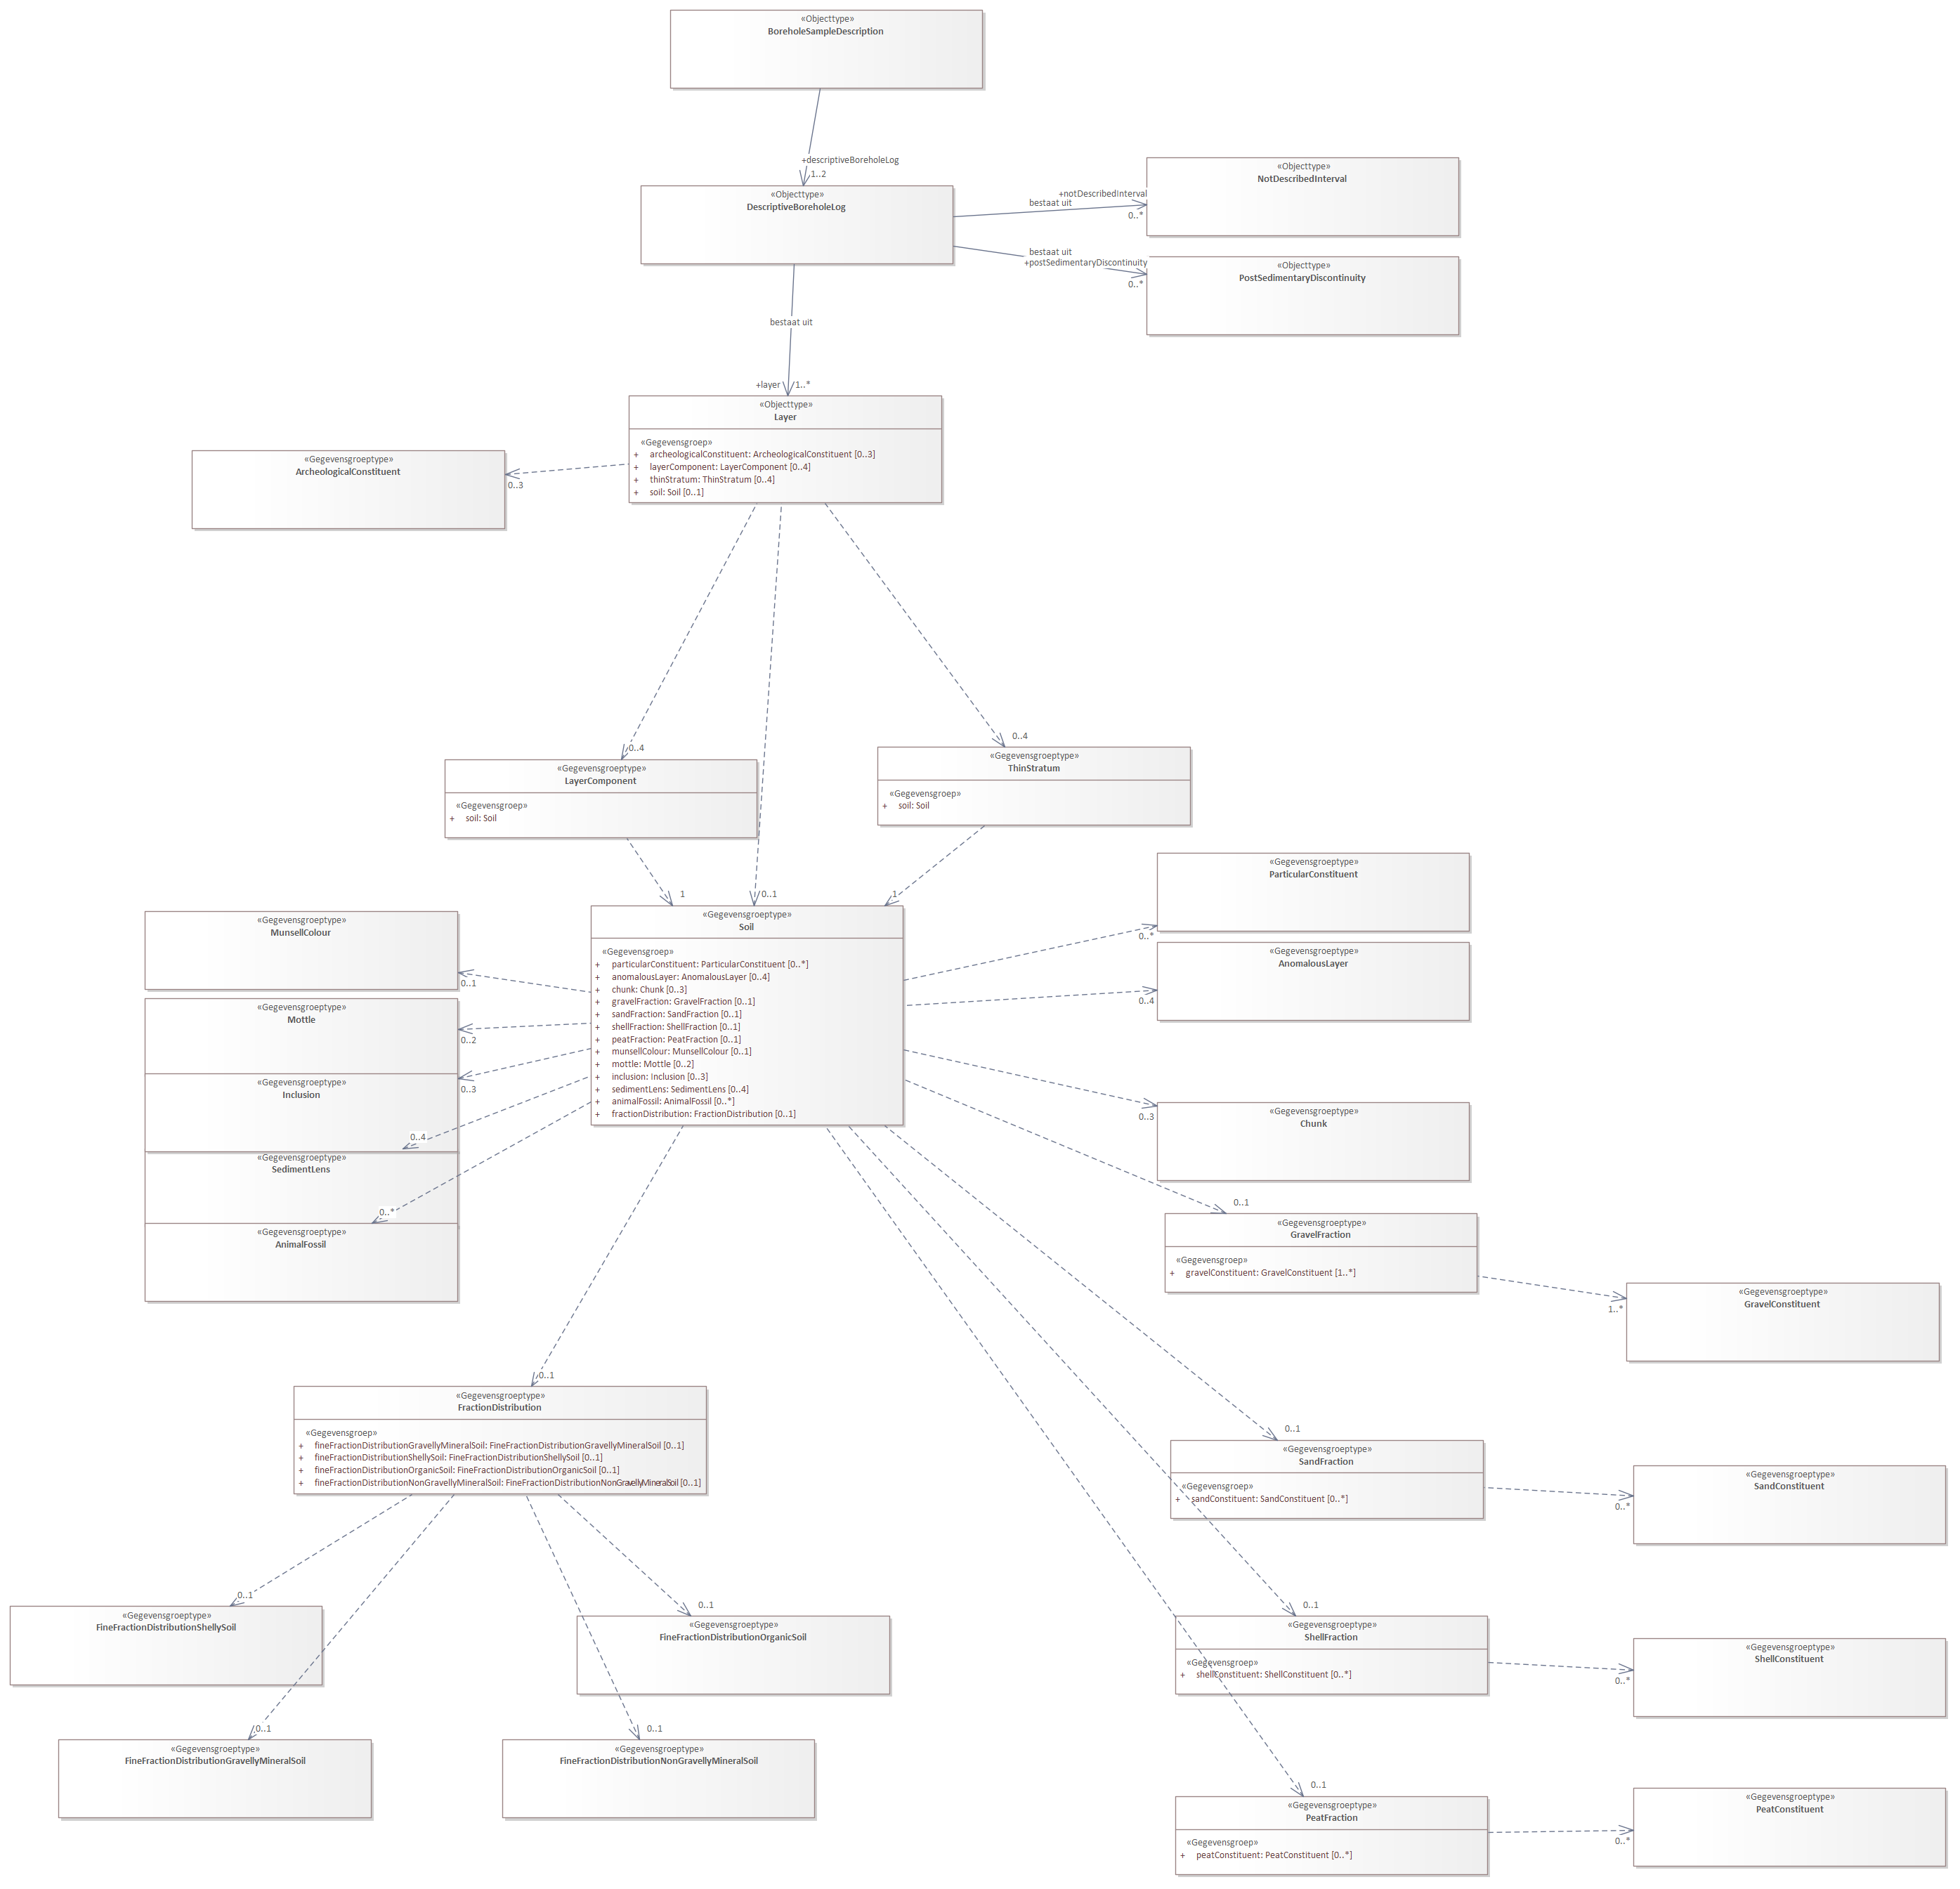 «Objecttype»
BoreholeSampleDescription
+descriptiveBoreholeLog
1..2
«Objecttype»
DescriptiveBoreholeLog
«Objecttype»
NotDescribedInterval
+notDescribedInterval
bestaat uit
0..*
bestaat uit
+postSedimentaryDiscontinuity
0..*
«Objecttype»
PostSedimentaryDiscontinuity
bestaat uit
+layer
1..*
«Objecttype»
Layer
«Gegevensgroep»
+ archeologicalConstituent: ArcheologicalConstituent [0..3]
+ layerComponent: LayerComponent [0..4]
+ thinStratum: ThinStratum [0..4]
+ soil: Soil [0..1]
«Gegevensgroeptype»
ArcheologicalConstituent
0..3
0..4
«Gegevensgroeptype»
LayerComponent
«Gegevensgroep»
+ soil: Soil
0..4
«Gegevensgroeptype»
ThinStratum
«Gegevensgroep»
+ soil: Soil
1
0..1
1
«Gegevensgroeptype»
Soil
«Gegevensgroep»
+ particularConstituent: ParticularConstituent [0..*]
+ anomalousLayer: AnomalousLayer [0..4]
+ chunk: Chunk [0..3]
+ gravelFraction: GravelFraction [0..1]
+ sandFraction: SandFraction [0..1]
+ shellFraction: ShellFraction [0..1]
+ peatFraction: PeatFraction [0..1]
+ munsellColour: MunsellColour [0..1]
+ mottle: Mottle [0..2]
+ inclusion: Inclusion [0..3]
+ sedimentLens: SedimentLens [0..4]
+ animalFossil: AnimalFossil [0..*]
+ fractionDistribution: FractionDistribution [0..1]
«Gegevensgroeptype»
MunsellColour
0..1
«Gegevensgroeptype»
Mottle
0..2
«Gegevensgroeptype»
Inclusion
0..3
0..4
«Gegevensgroeptype»
SedimentLens
0..*
«Gegevensgroeptype»
AnimalFossil
«Gegevensgroeptype»
ParticularConstituent
0..*
«Gegevensgroeptype»
AnomalousLayer
0..4
«Gegevensgroeptype»
Chunk
0..3
0..1
«Gegevensgroeptype»
GravelFraction
«Gegevensgroep»
+ gravelConstituent: GravelConstituent [1..*]
«Gegevensgroeptype»
GravelConstituent
1..*
0..1
«Gegevensgroeptype»
FractionDistribution
«Gegevensgroep»
+ fineFractionDistributionGravellyMineralSoil: FineFractionDistributionGravellyMineralSoil [0..1]
+ fineFractionDistributionShellySoil: FineFractionDistributionShellySoil [0..1]
+ fineFractionDistributionOrganicSoil: FineFractionDistributionOrganicSoil [0..1]
+ fineFractionDistributionNonGravellyMineralSoil: FineFractionDistributionNonGravellyMineralSoil [0..1]
0..1
«Gegevensgroeptype»
SandFraction
«Gegevensgroep»
+ sandConstituent: SandConstituent [0..*]
«Gegevensgroeptype»
SandConstituent
0..*
0..1
«Gegevensgroeptype»
FineFractionDistributionShellySoil
0..1
«Gegevensgroeptype»
FineFractionDistributionOrganicSoil
0..1
«Gegevensgroeptype»
ShellFraction
«Gegevensgroep»
+ shellConstituent: ShellConstituent [0..*]
«Gegevensgroeptype»
ShellConstituent
0..*
0..1
«Gegevensgroeptype»
FineFractionDistributionGravellyMineralSoil
0..1
«Gegevensgroeptype»
FineFractionDistributionNonGravellyMineralSoil
0..1
«Gegevensgroeptype»
PeatFraction
«Gegevensgroep»
+ peatConstituent: PeatConstituent [0..*]
«Gegevensgroeptype»
PeatConstituent
0..*